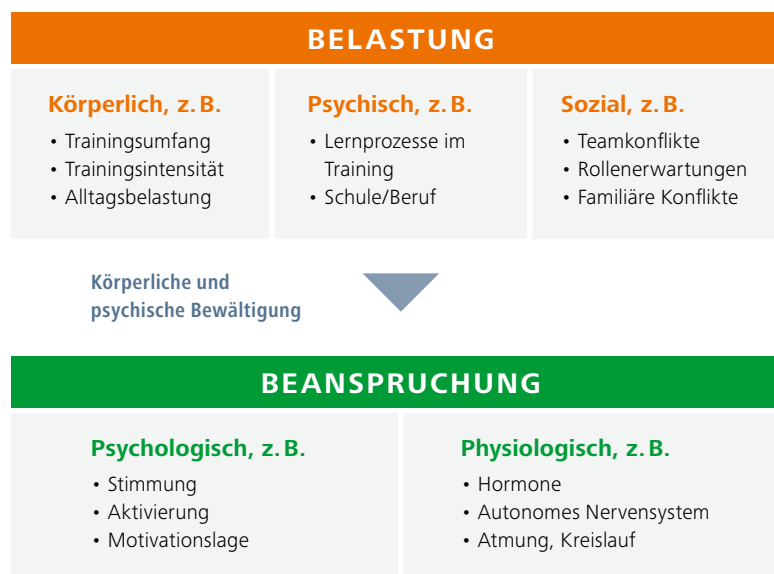 BELASTUNG
Körperlich, z. B.
• Trainingsumfang
• Trainingsintensität
• Alltagsbelastung
Psychisch, z. B.
• Lernprozesse im
Training
• Schule/Beruf
Sozial, z. B.
• Teamkonflikte
• Rollenerwartungen
• Familiäre Konflikte
Körperliche und
psychische Bewältigung
BEANSPRUCHUNG
Psychologisch, z. B.
• Stimmung
• Aktivierung
• Motivationslage
Physiologisch, z. B.
• Hormone
• Autonomes Nervensystem
• Atmung, Kreislauf